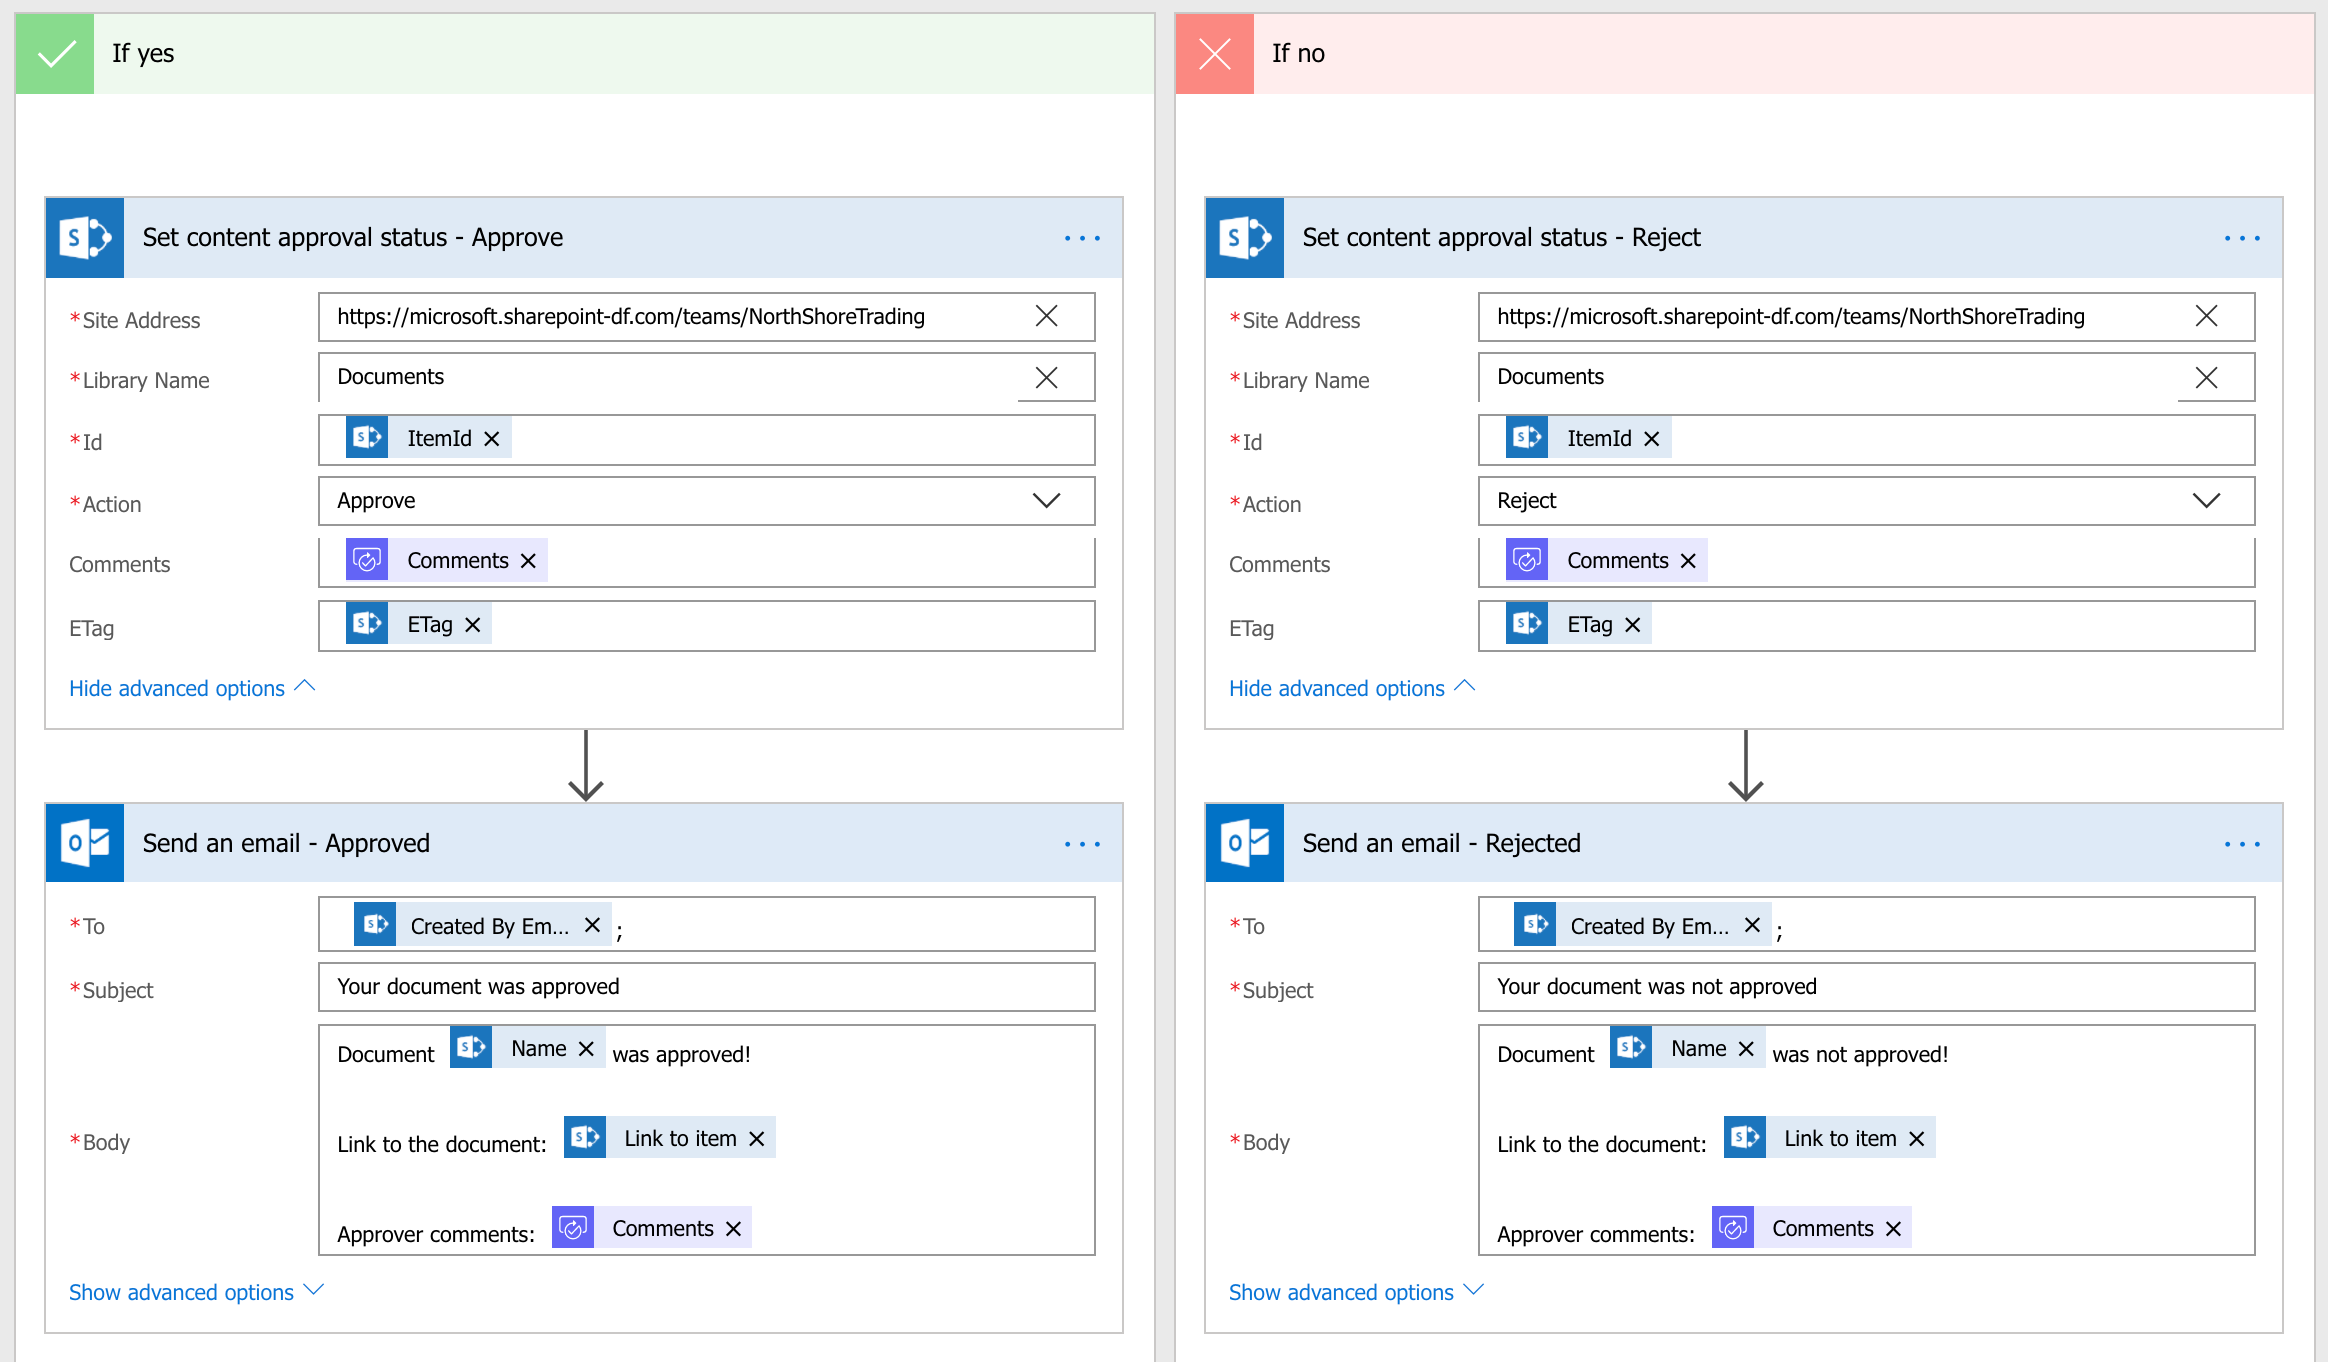 If yes
Set content approval status - Approve
*Site Address https://microsoft.sharepoint-df.com/teams/NorthShoreTrading
*Library Name Documents
*Id ItemId
*Action Approve
Comments Comments
ETag ETag
Hide advanced options
Send an email - Approved
*To Created By Em... ;
*Subject Your document was approved
Document Name was approved!
*Body
Link to the document: Link to item
Approver comments: Comments
Show advanced options
If no
Set content approval status - Reject
*Site Address https://microsoft.sharepoint-df.com/teams/NorthShoreTrading
*Library Name Documents
*Id ItemId
*Action Reject
Comments Comments
ETag ETag
Hide advanced options
Send an email - Rejected
*To Created By Em... ;
*Subject Your document was not approved
Document Name was not approved!
*Body
Link to the document: Link to item
Approver comments: Comments
Show advanced options